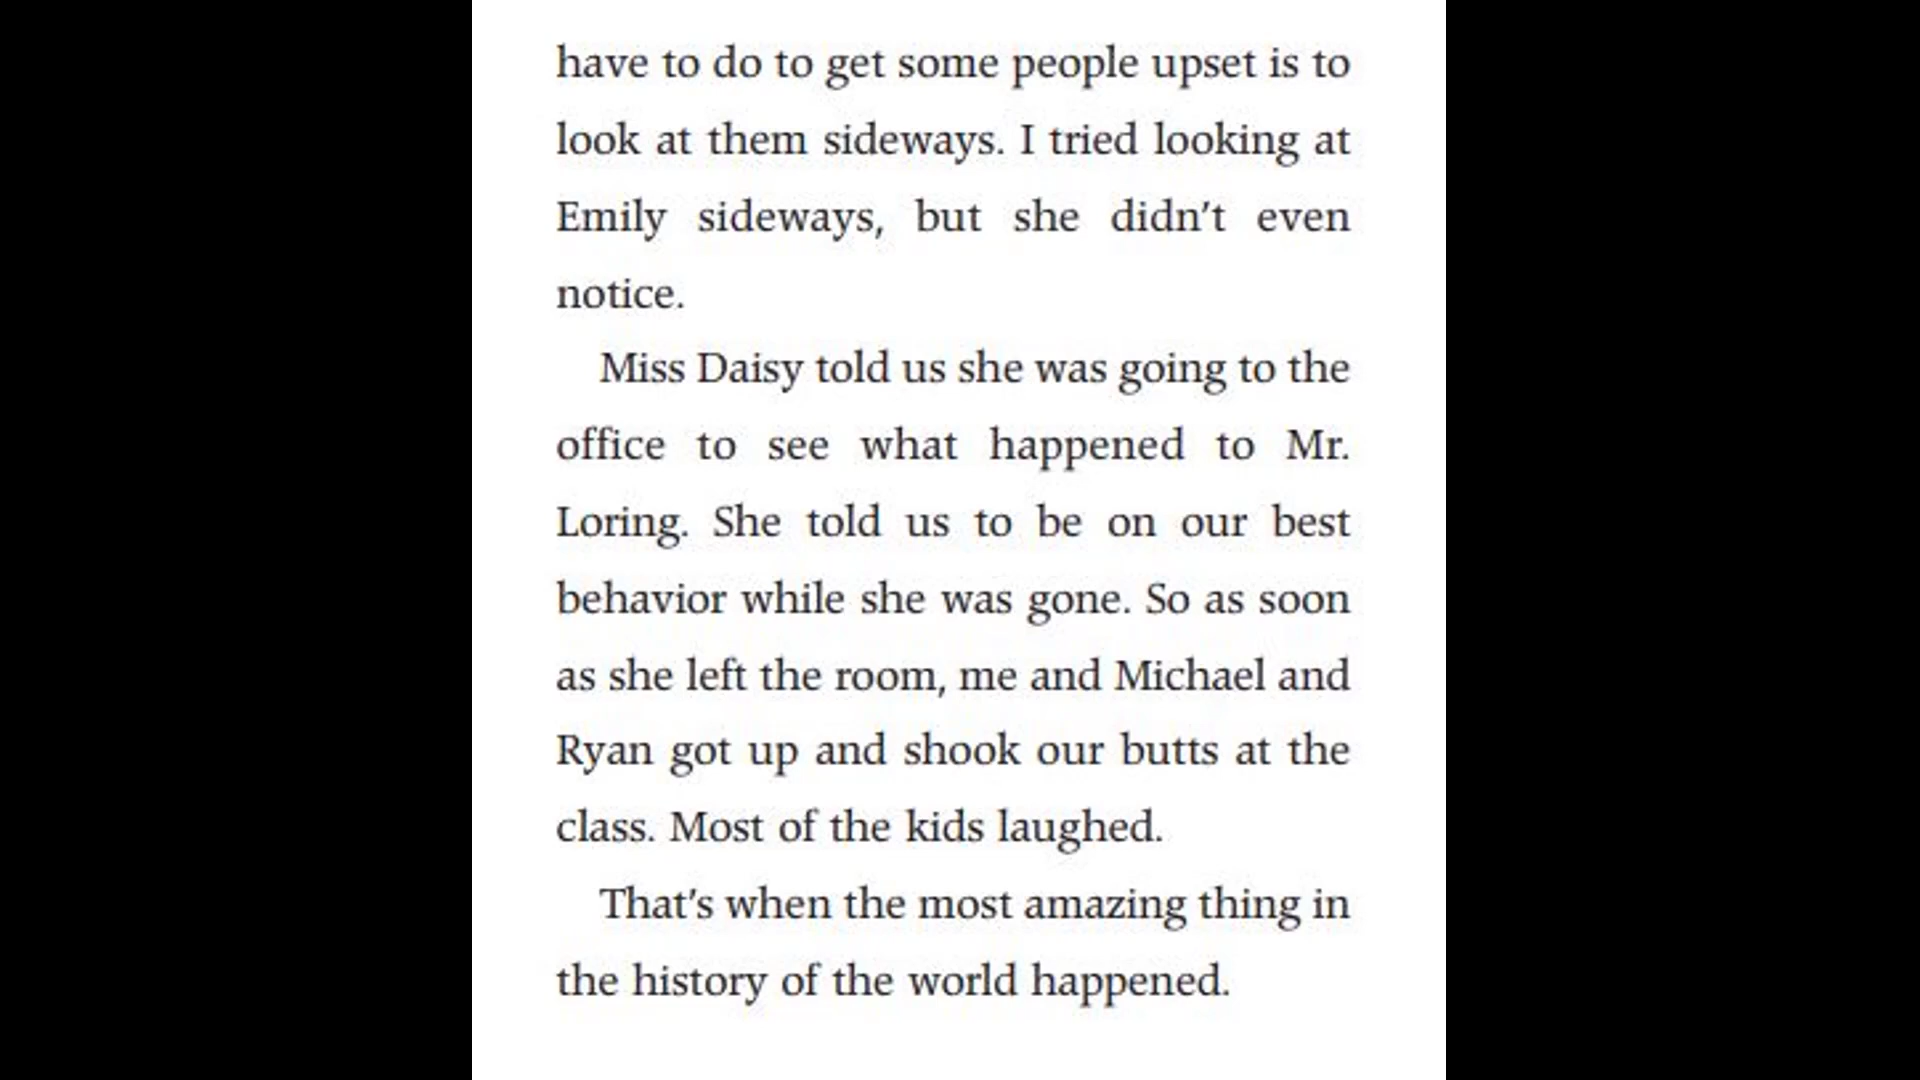 have to do to get some people upset is to
look at them sideways. I tried looking at
Emily sideways, but she didn’t even
notice.
Miss Daisy told us she was going to the
office to see what happened to Mr.
Loring. She told us to be on our best
behavior while she was gone. So as soon
as she left the room, me and Michael and
Ryan got up and shook our butts at the
class. Most of the kids laughed.
That’s when the most amazing thing in
the history of the world happened.